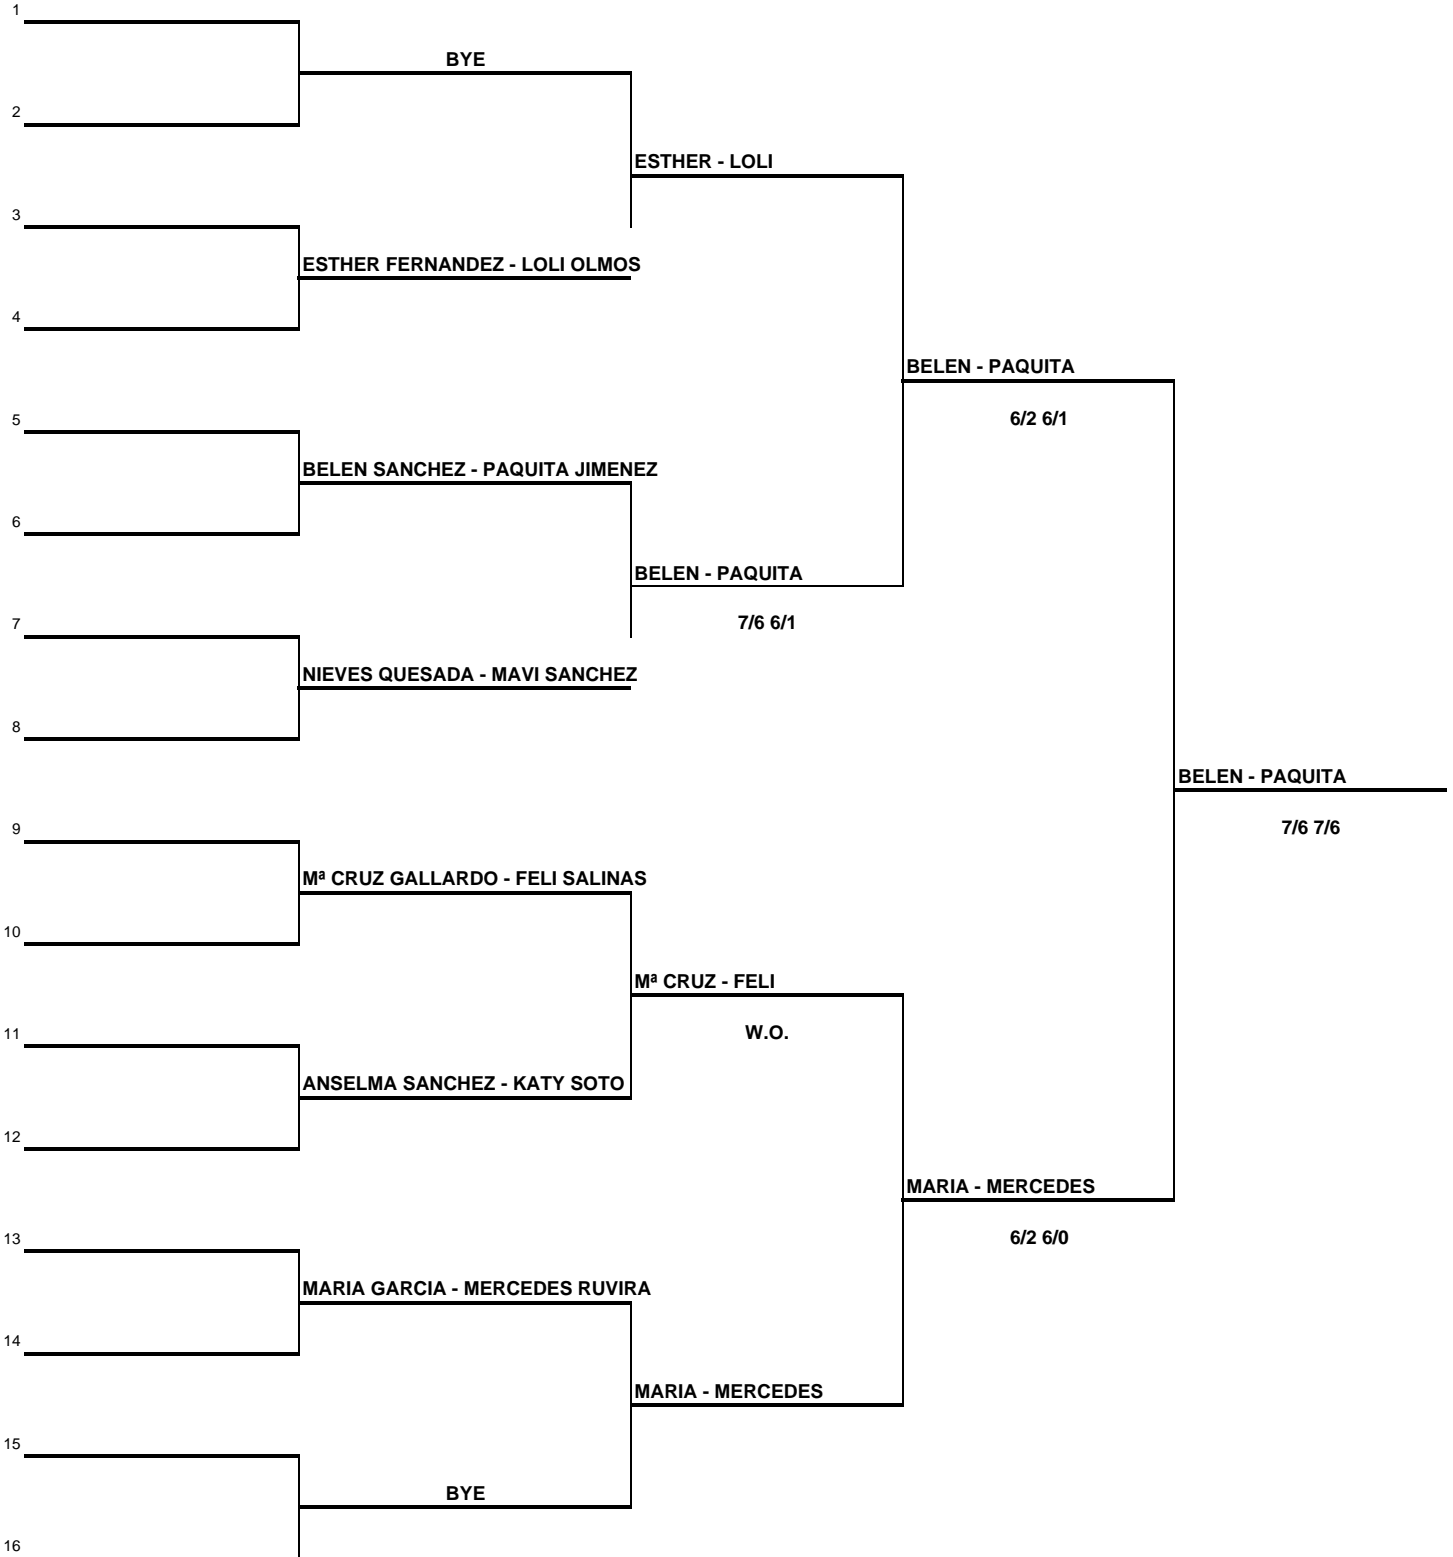 1
BYE
2
ESTHER - LOLI
3
ESTHER FERNANDEZ - LOLI OLMOS
4
BELEN - PAQUITA
5
6/2 6/1
BELEN SANCHEZ - PAQUITA JIMENEZ
6
BELEN - PAQUITA
7
7/6 6/1
NIEVES QUESADA - MAVI SANCHEZ
8
BELEN - PAQUITA
9
7/6 7/6
Mª CRUZ GALLARDO - FELI SALINAS
10
Mª CRUZ - FELI
11
W.O.
ANSELMA SANCHEZ - KATY SOTO
12
MARIA - MERCEDES
13
6/2 6/0
MARIA GARCIA - MERCEDES RUVIRA
14
MARIA - MERCEDES
15
BYE
16